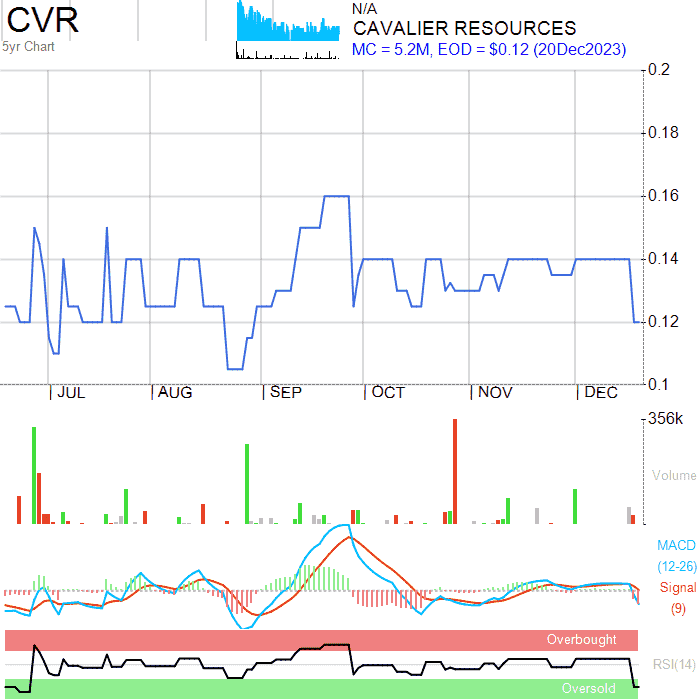 CVR
5yr Chart
N/A
CAVALIER RESOURCES
MC = 5.2M, EOD = $0.12 (20Dec2023)
0.2
0.18
0.16
0.14
0.12
0.1
JUL AUG SEP OCT NOV DEC
356k
Volume
MACD
(12-26)
Signal
(9)
Overbought
RSI(14)
Oversold